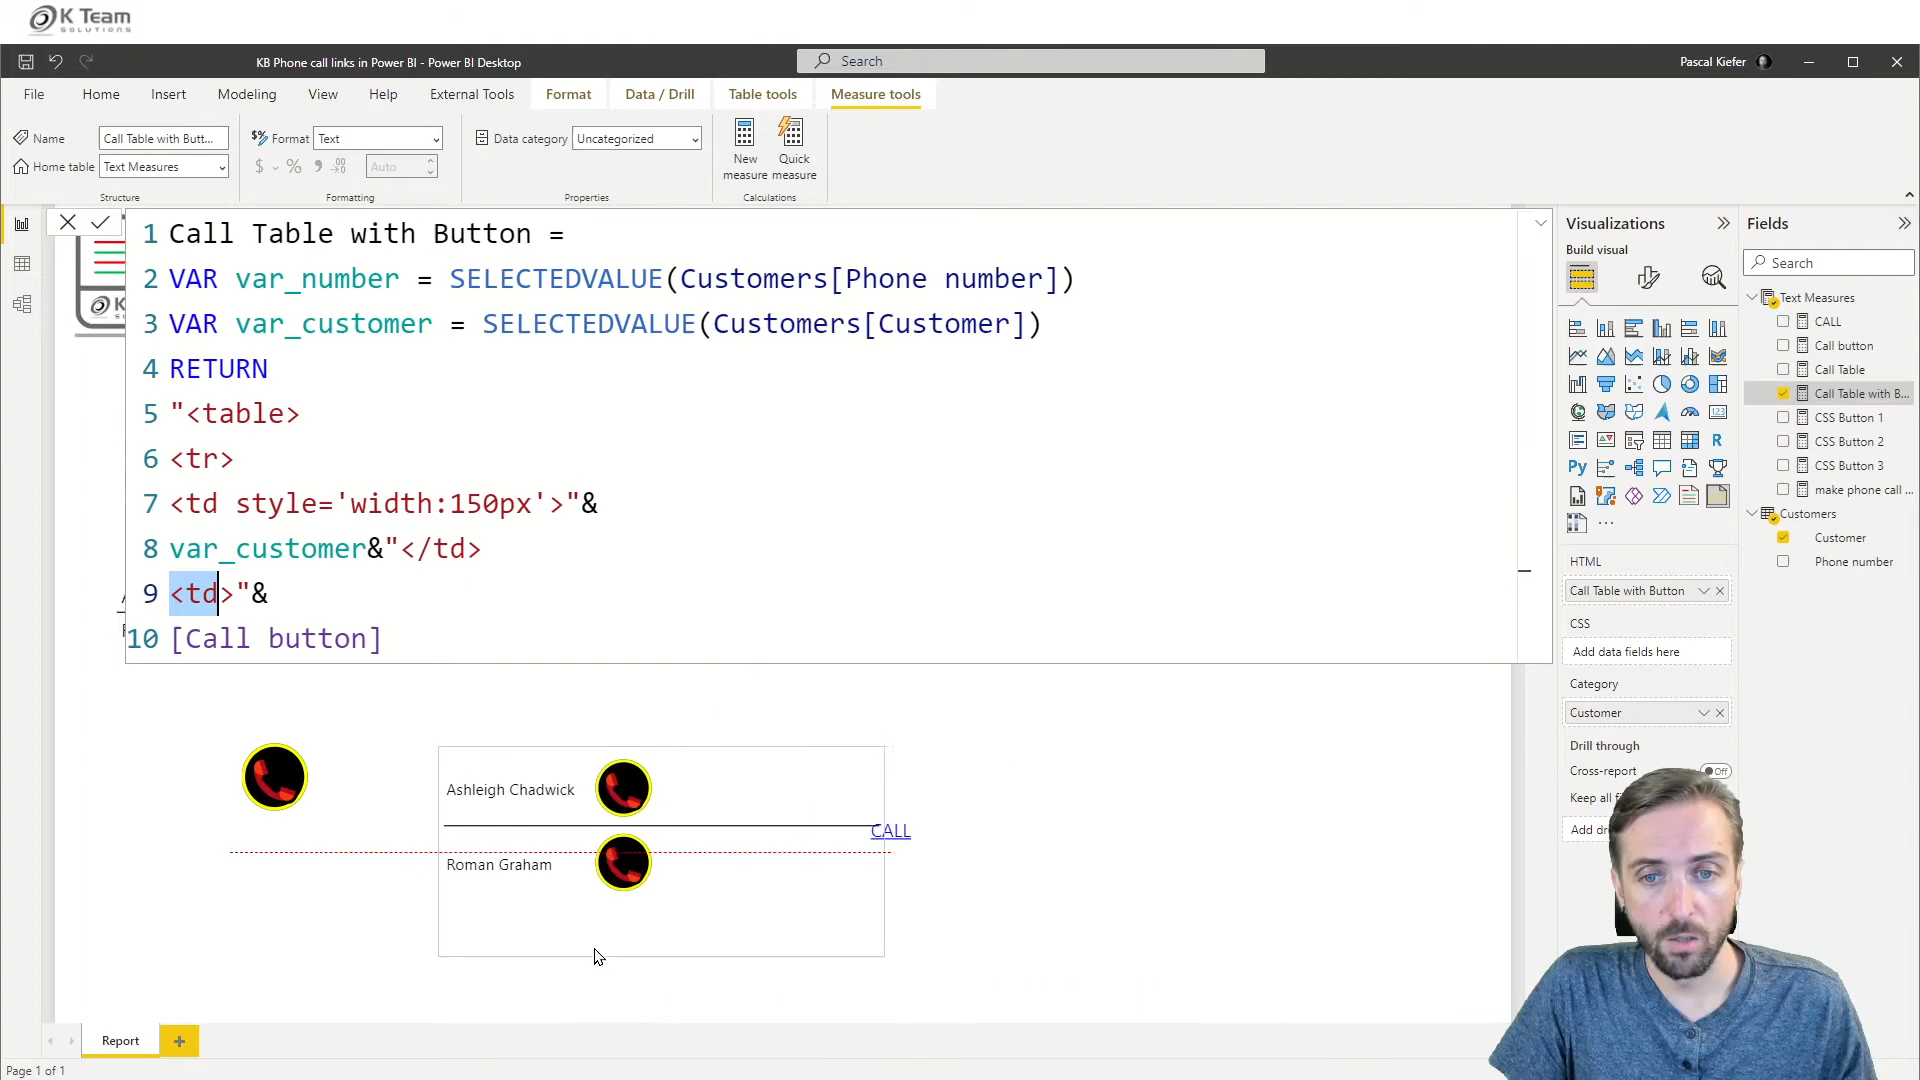 K Team
SOLUTIONS
KB Phone call links in Power BI - Power BI Desktop
Search
Pascal Kiefer
File
Home
Insert
Modeling
View
Help
External Tools
Format
Data / Drill
Table tools
Measure tools
Name
Call Table with Butt...
Format
Text
Data category
Uncategorized
New
measure
Quick
measure
Home table
Text Measures
$
%
Auto
Structure
Formatting
Properties
Calculations
1 Call Table with Button =
2 VAR var_number = SELECTEDVALUE(Customers[Phone number])
3 VAR var_customer = SELECTEDVALUE(Customers[Customer])
4 RETURN
5 "<table>
6 <tr>
7 <td style='width:150px'>"&
8 var_customer&"</td>
9 <td>"&
10 [Call button]
Ashleigh Chadwick
CALL
Roman Graham
Visualizations
Build visual
R
Py
123
HTML
Call Table with Button
CSS
Add data fields here
Category
Customer
Drill through
Cross-report
Off
Keep all
Fields
Search
Text Measures
CALL
Call button
Call Table
Call Table with B...
CSS Button 1
CSS Button 2
CSS Button 3
make phone call ...
Customers
Customer
Phone number
Report
Page 1 of 1